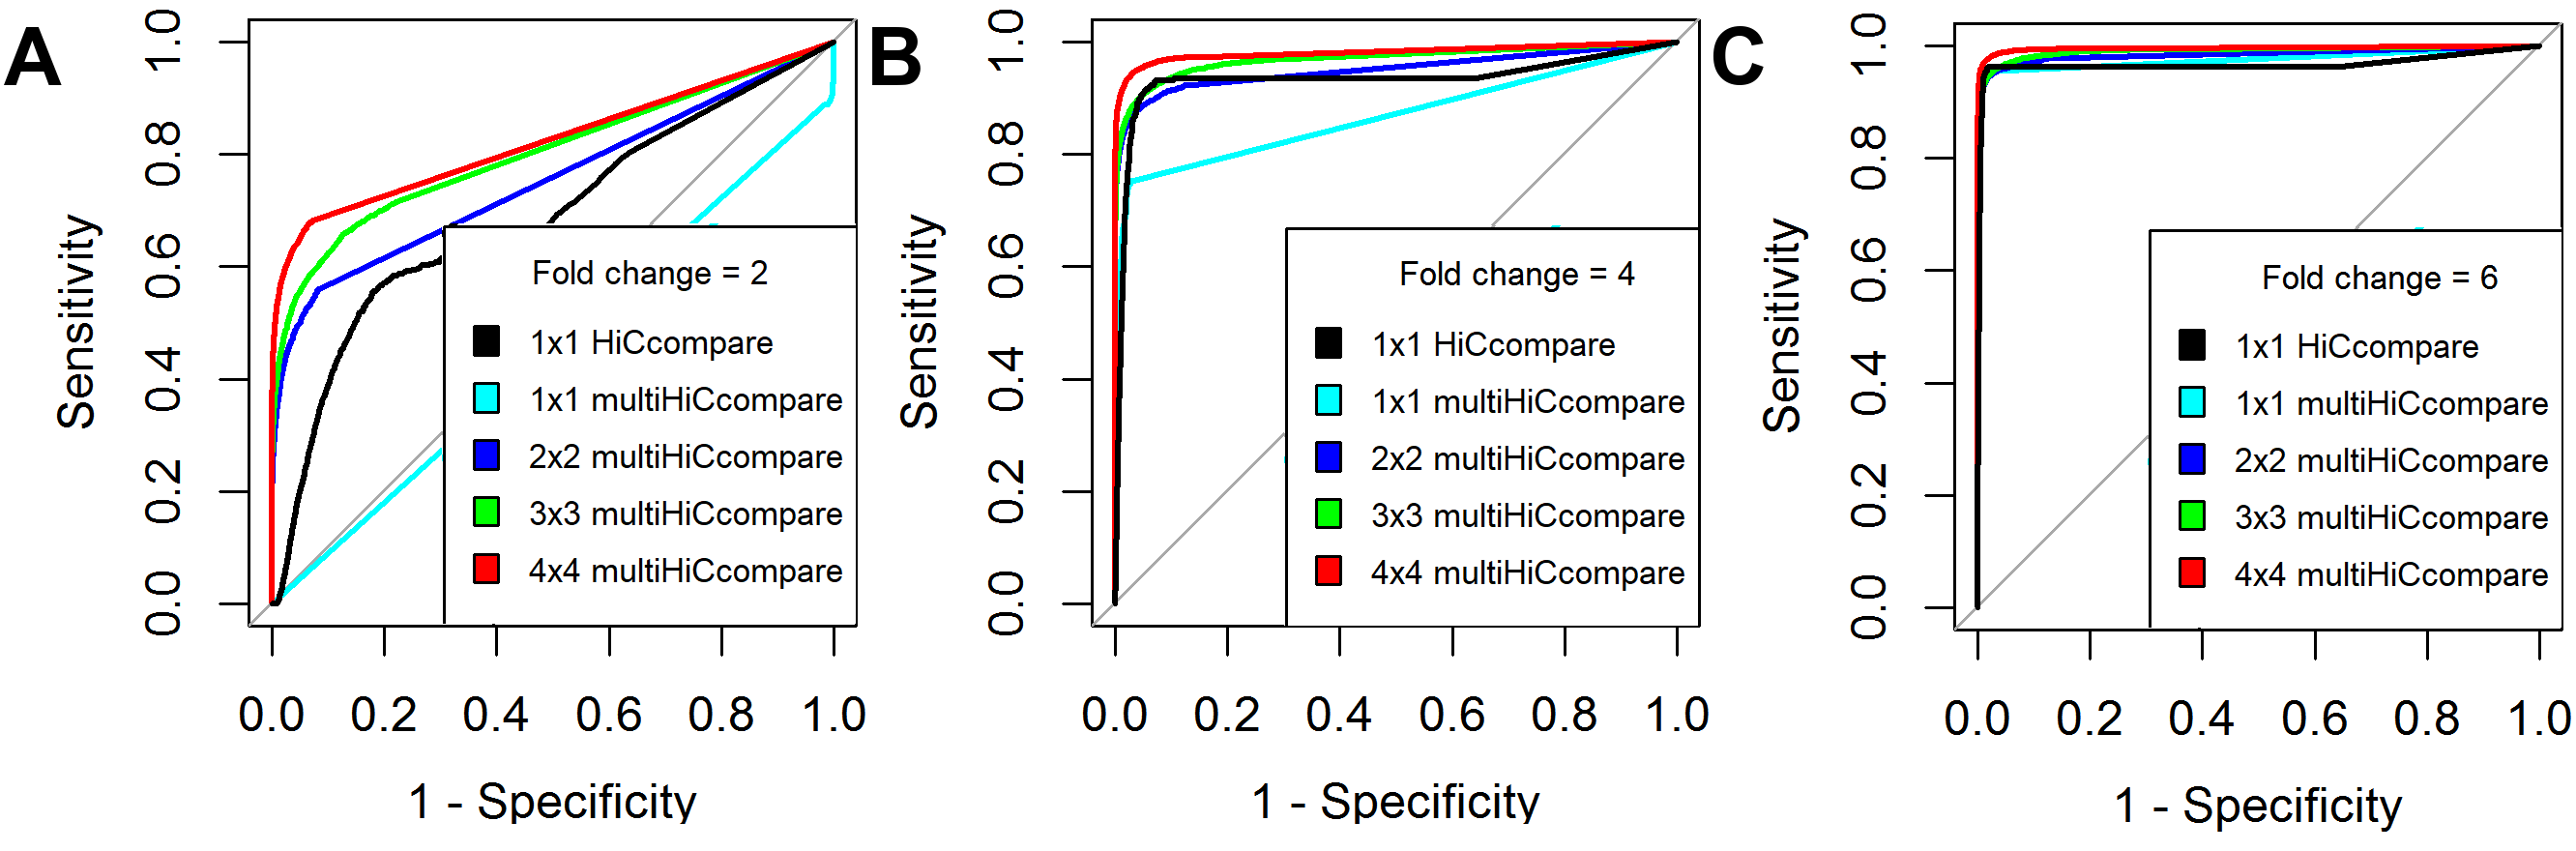 A
Sensitivity
0.0 0.2 0.4 0.6 0.8 1.0
Fold change = 2
1x1 HiCcompare
1x1 multiHiCcompare
2x2 multiHiCcompare
3x3 multiHiCcompare
4x4 multiHiCcompare
0.0 0.2 0.4 0.6 0.8 1.0
1 - Specificity
B
Sensitivity
0.0 0.2 0.4 0.6 0.8 1.0
Fold change = 4
1x1 HiCcompare
1x1 multiHiCcompare
2x2 multiHiCcompare
3x3 multiHiCcompare
4x4 multiHiCcompare
0.0 0.2 0.4 0.6 0.8 1.0
1 - Specificity
C
Sensitivity
0.0 0.2 0.4 0.6 0.8 1.0
Fold change = 6
1x1 HiCcompare
1x1 multiHiCcompare
2x2 multiHiCcompare
3x3 multiHiCcompare
4x4 multiHiCcompare
0.0 0.2 0.4 0.6 0.8 1.0
1 - Specificity